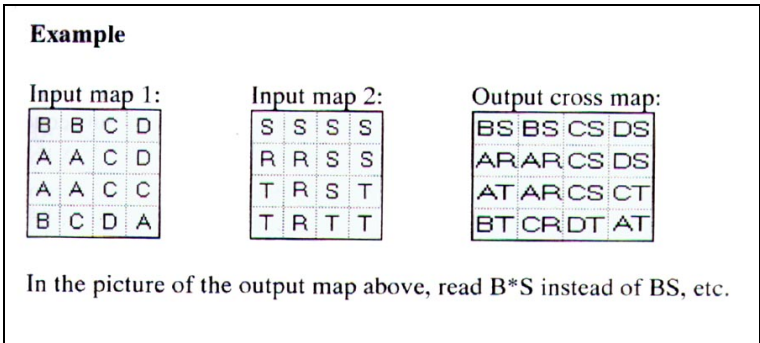 Example
Input map 1:
B B C D
A A C D
A A C C
B C D A
Input map 2:
S S S S
R R S S
T R S T
T R T T
Output cross map:
BS BS CS DS
AR AR CS DS
AT AR CS CT
BT CR DT AT
In the picture of the output map above, read B*S instead of BS, etc.